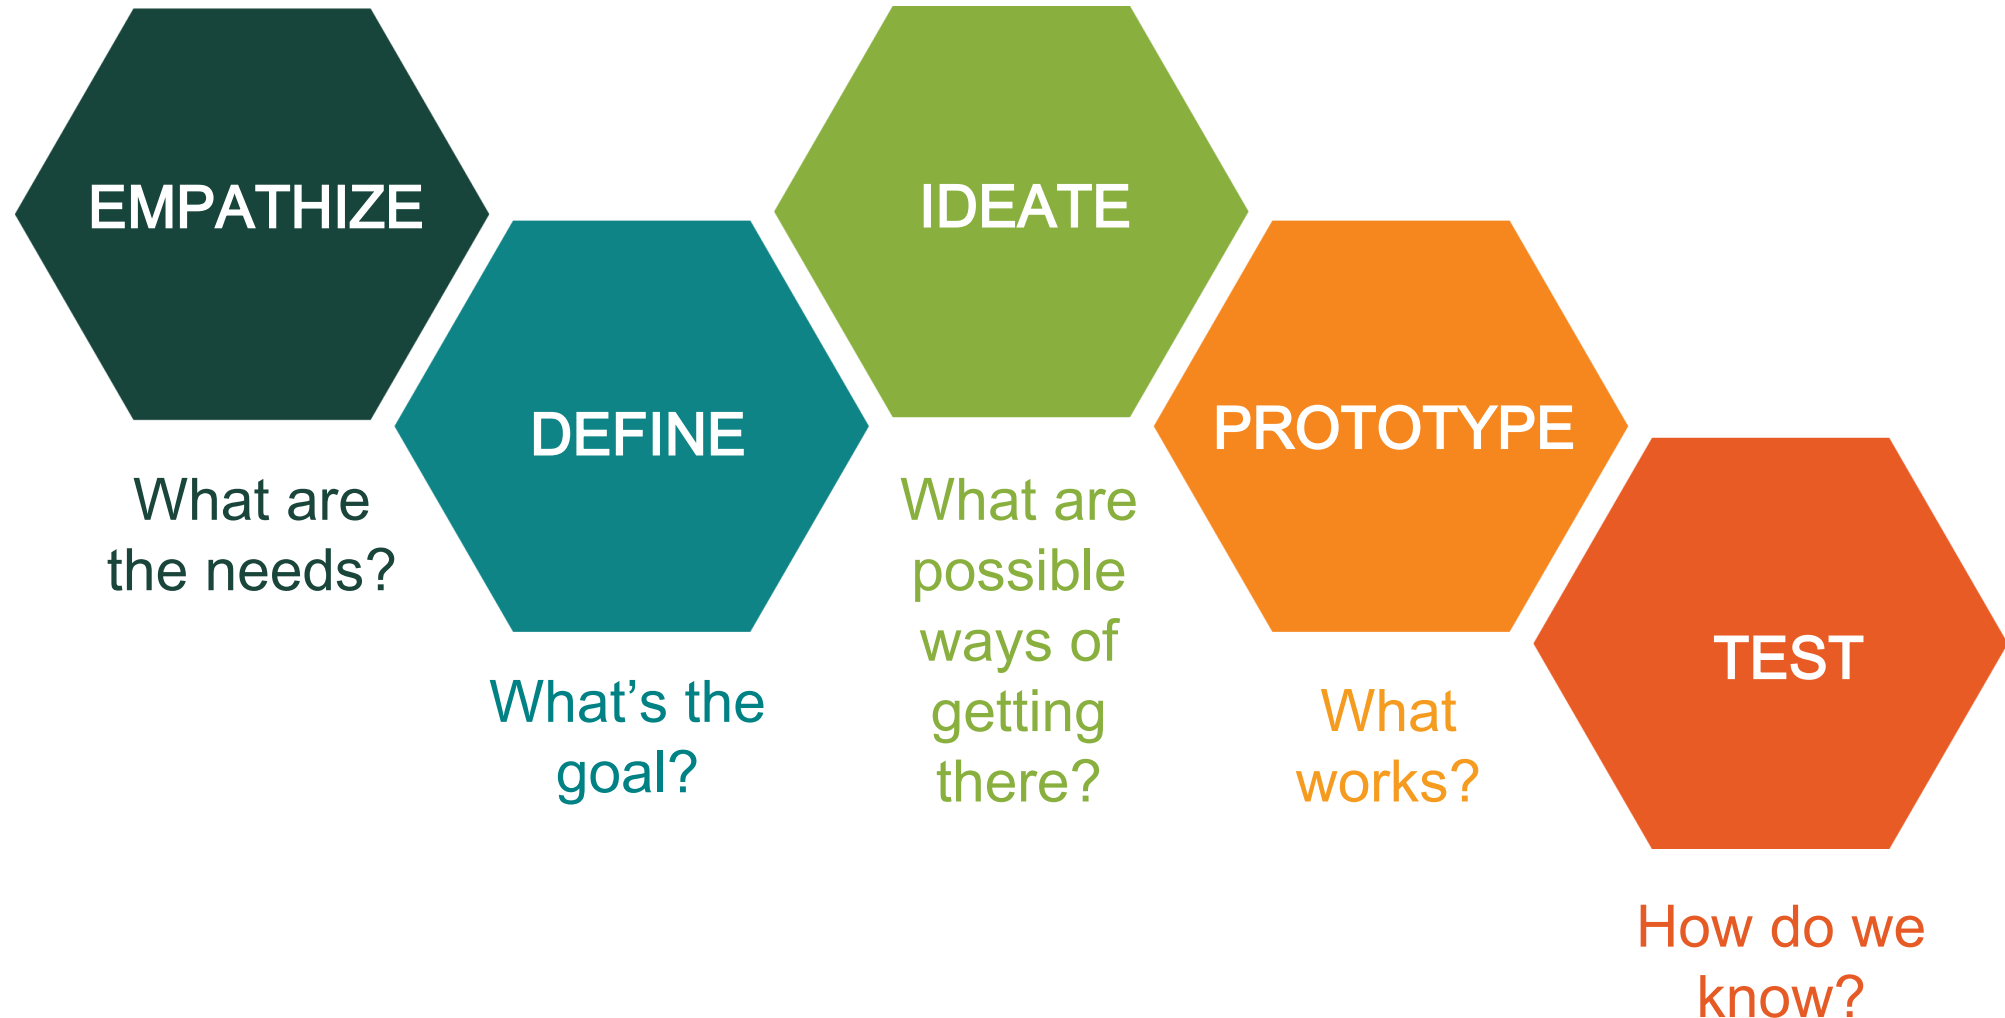 EMPATHIZE
What are
the needs?
DEFINE
What’s the
goal?
IDEATE
What are
possible
ways of
getting
there?
PROTOTYPE
What
works?
TEST
How do we
know?